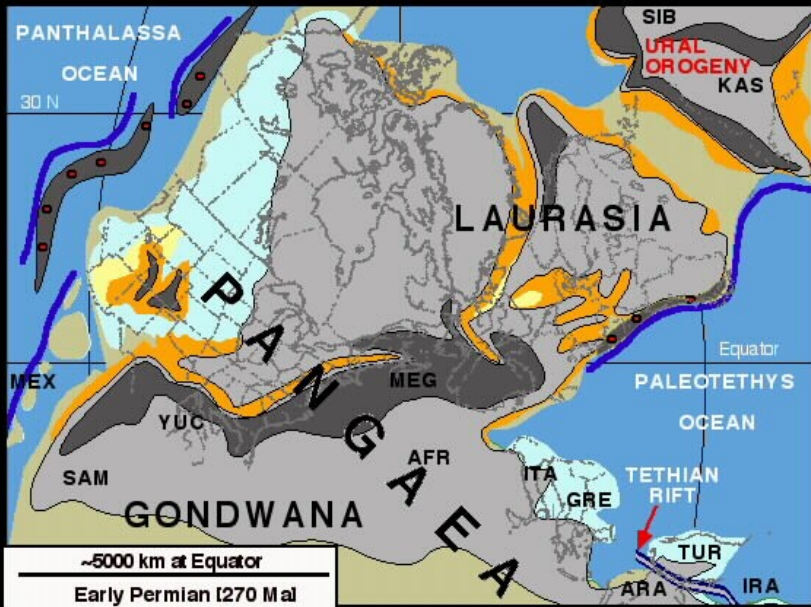 PANTHALASSA
OCEAN
SIB
URAL
OROGENY
KAS
30 N
LAURASIA
PANGAEA
Equator
MEX
MEG
PALEOTETHYS
OCEAN
YUC
SAM
AFR
ITA
GRE
TETHIAN
RIFT
GONDWANA
TUR
ARA
IRA
~5000 km at Equator
Early Permian [270 Ma]